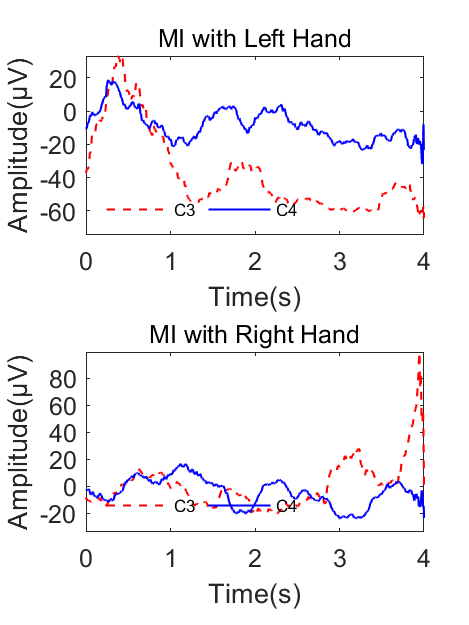 MI with Left Hand
Amplitude(μV)
20
0
-20
-40
-60
C3
C4
0 1 2 3 4
Time(s)
MI with Right Hand
Amplitude(μV)
80
60
40
20
0
-20
C3
C4
0 1 2 3 4
Time(s)